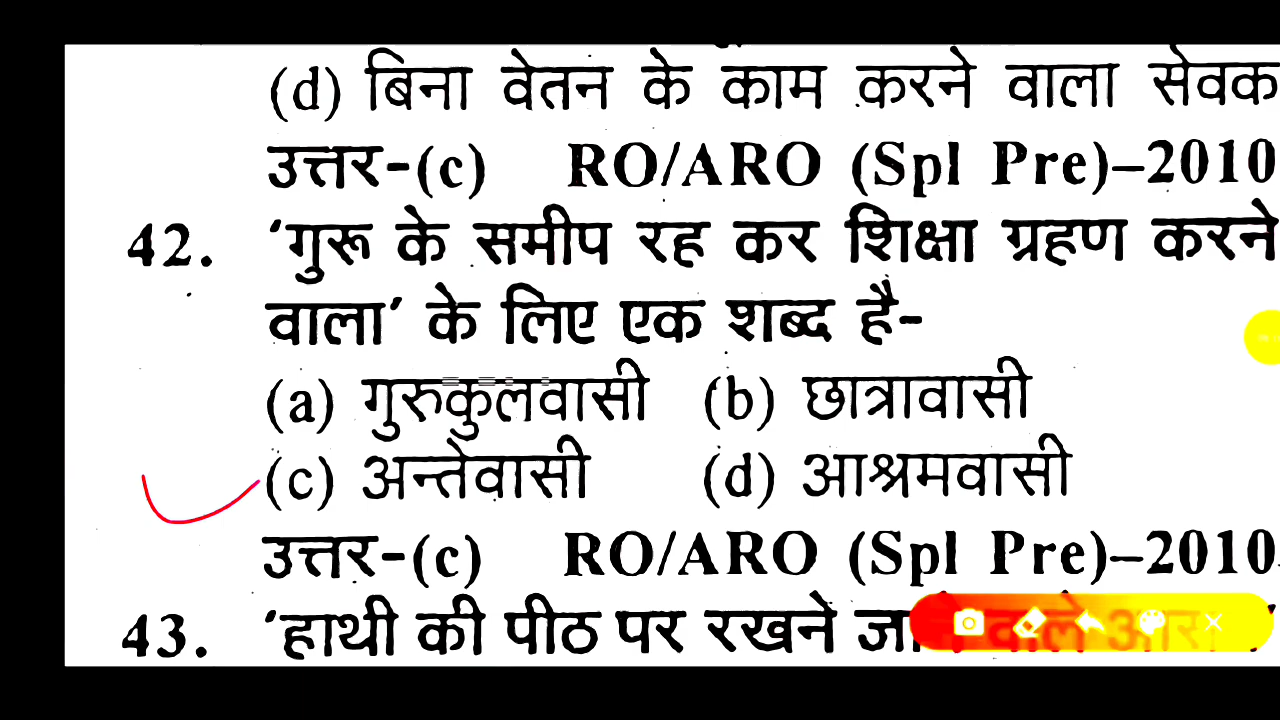 (d) बिना वेतन के काम करने वाला सेवक
उत्तर-(c) RO/ARO (Spl Pre)–2010
42. ‘गुरू के समीप रह कर शिक्षा ग्रहण करने
वाला’ के लिए एक शब्द है-
(a) गुरुकुलवासी (b) छात्रावासी
(c) अन्तेवासी (d) आश्रमवासी
उत्तर-(c) RO/ARO (Spl Pre)–2010
43. ‘हाथी की पीठ पर रखने जाने वाले